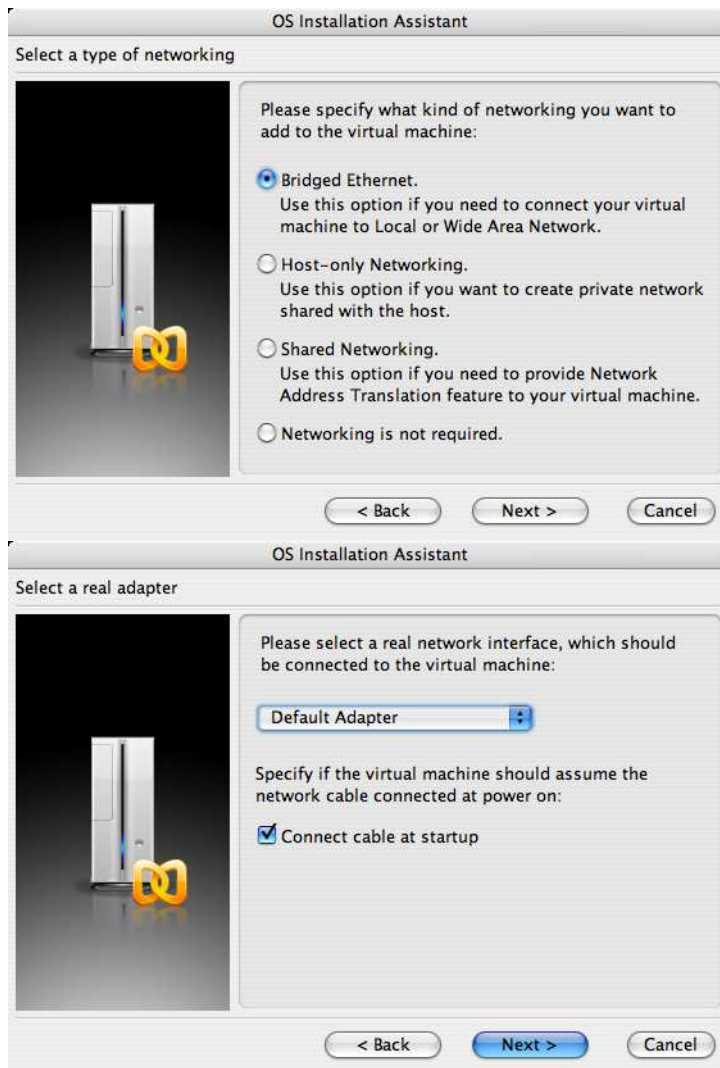 OS Installation Assistant
Select a type of networking
Please specify what kind of networking you want to
add to the virtual machine:
Bridged Ethernet.
Use this option if you need to connect your virtual
machine to Local or Wide Area Network.
Host-only Networking.
Use this option if you want to create private network
shared with the host.
Shared Networking.
Use this option if you need to provide Network
Address Translation feature to your virtual machine.
Networking is not required.
< Back Next > Cancel
OS Installation Assistant
Select a real adapter
Please select a real network interface, which should
be connected to the virtual machine:
Default Adapter
Specify if the virtual machine should assume the
network cable connected at power on:
Connect cable at startup
< Back Next > Cancel